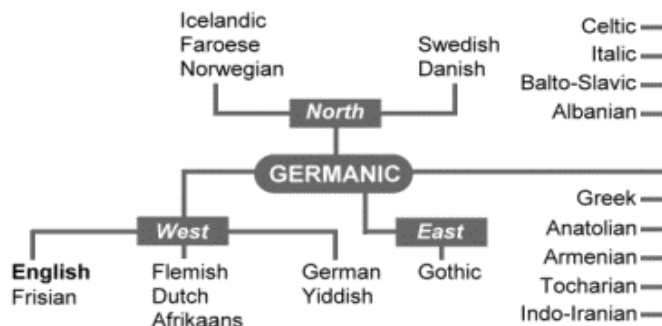 Icelandic
Faroese
Norwegian
Swedish
Danish
North
Celtic
Italic
Balto-Slavic
Albanian
GERMANIC
West
East
English
Frisian
Flemish
Dutch
Afrikaans
German
Yiddish
Gothic
Greek
Anatolian
Armenian
Tocharian
Indo-Iranian